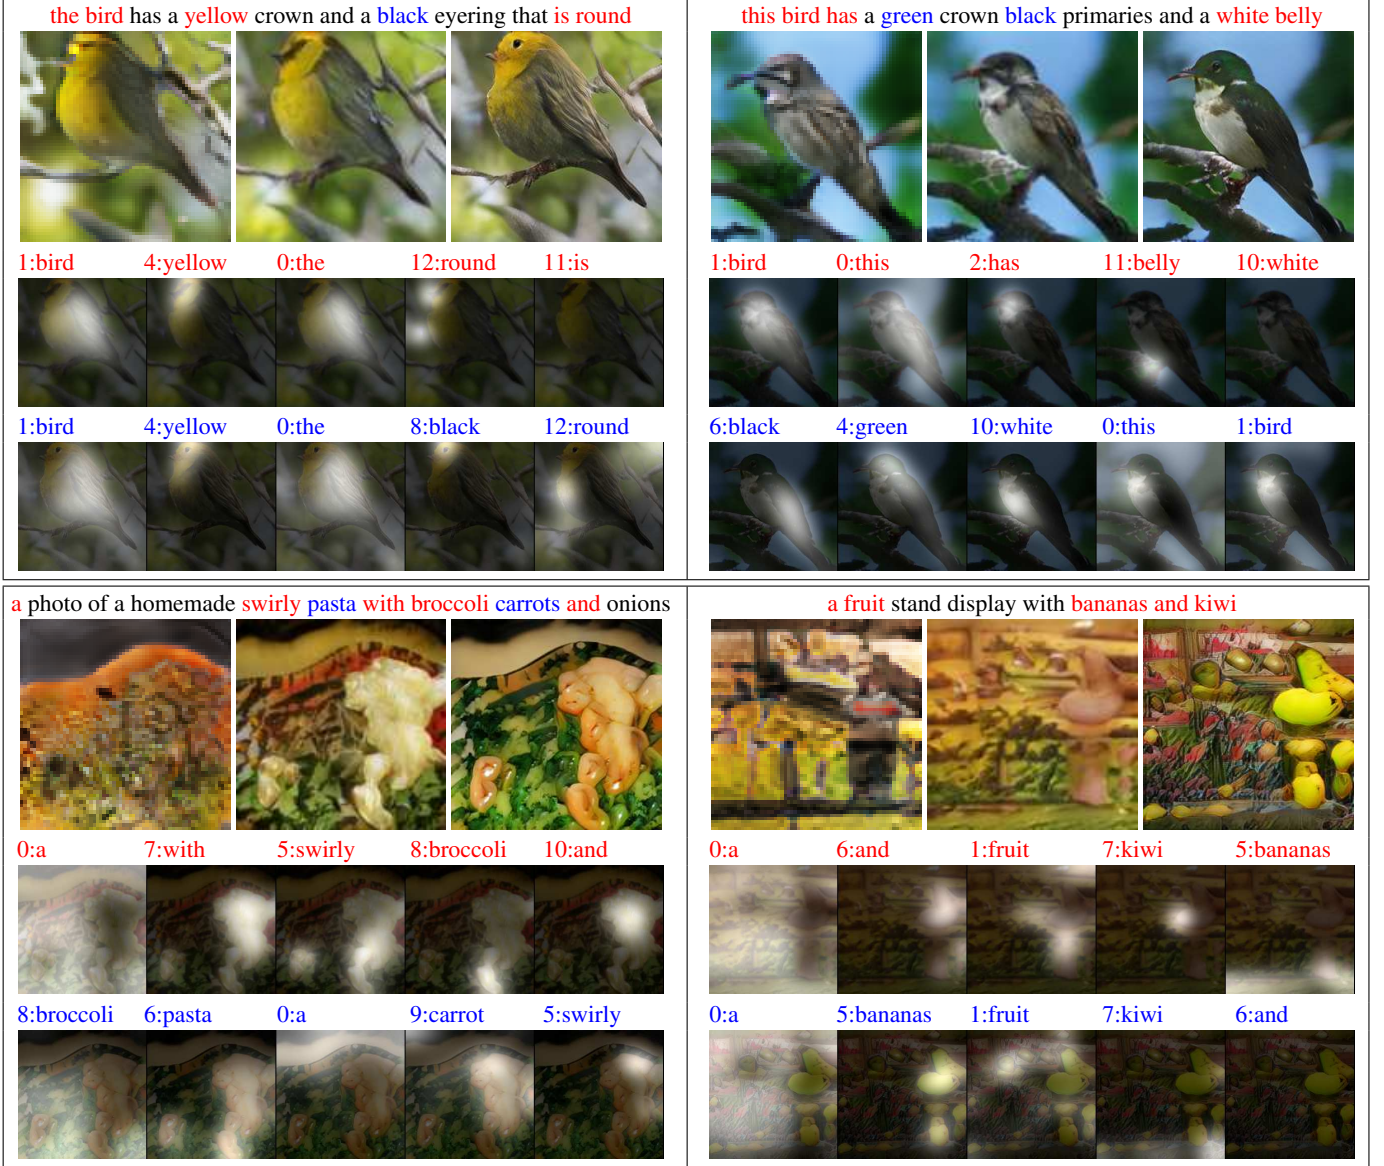 the bird has a yellow crown and a black eyering that is round
1:bird 4:yellow 0:the 12:round 11:is
1:bird 4:yellow 0:the 8:black 12:round
this bird has a green crown black primaries and a white belly
1:bird 0:this 2:has 11:belly 10:white
6:black 4:green 10:white 0:this 1:bird
a photo of a homemade swirly pasta with broccoli carrots and onions
0:a 7:with 5:swirly 8:broccoli 10:and
8:broccoli 6:pasta 0:a 9:carrot 5:swirly
a fruit stand display with bananas and kiwi
0:a 6:and 1:fruit 7:kiwi 5:bananas
0:a 5:bananas 1:fruit 7:kiwi 6:and